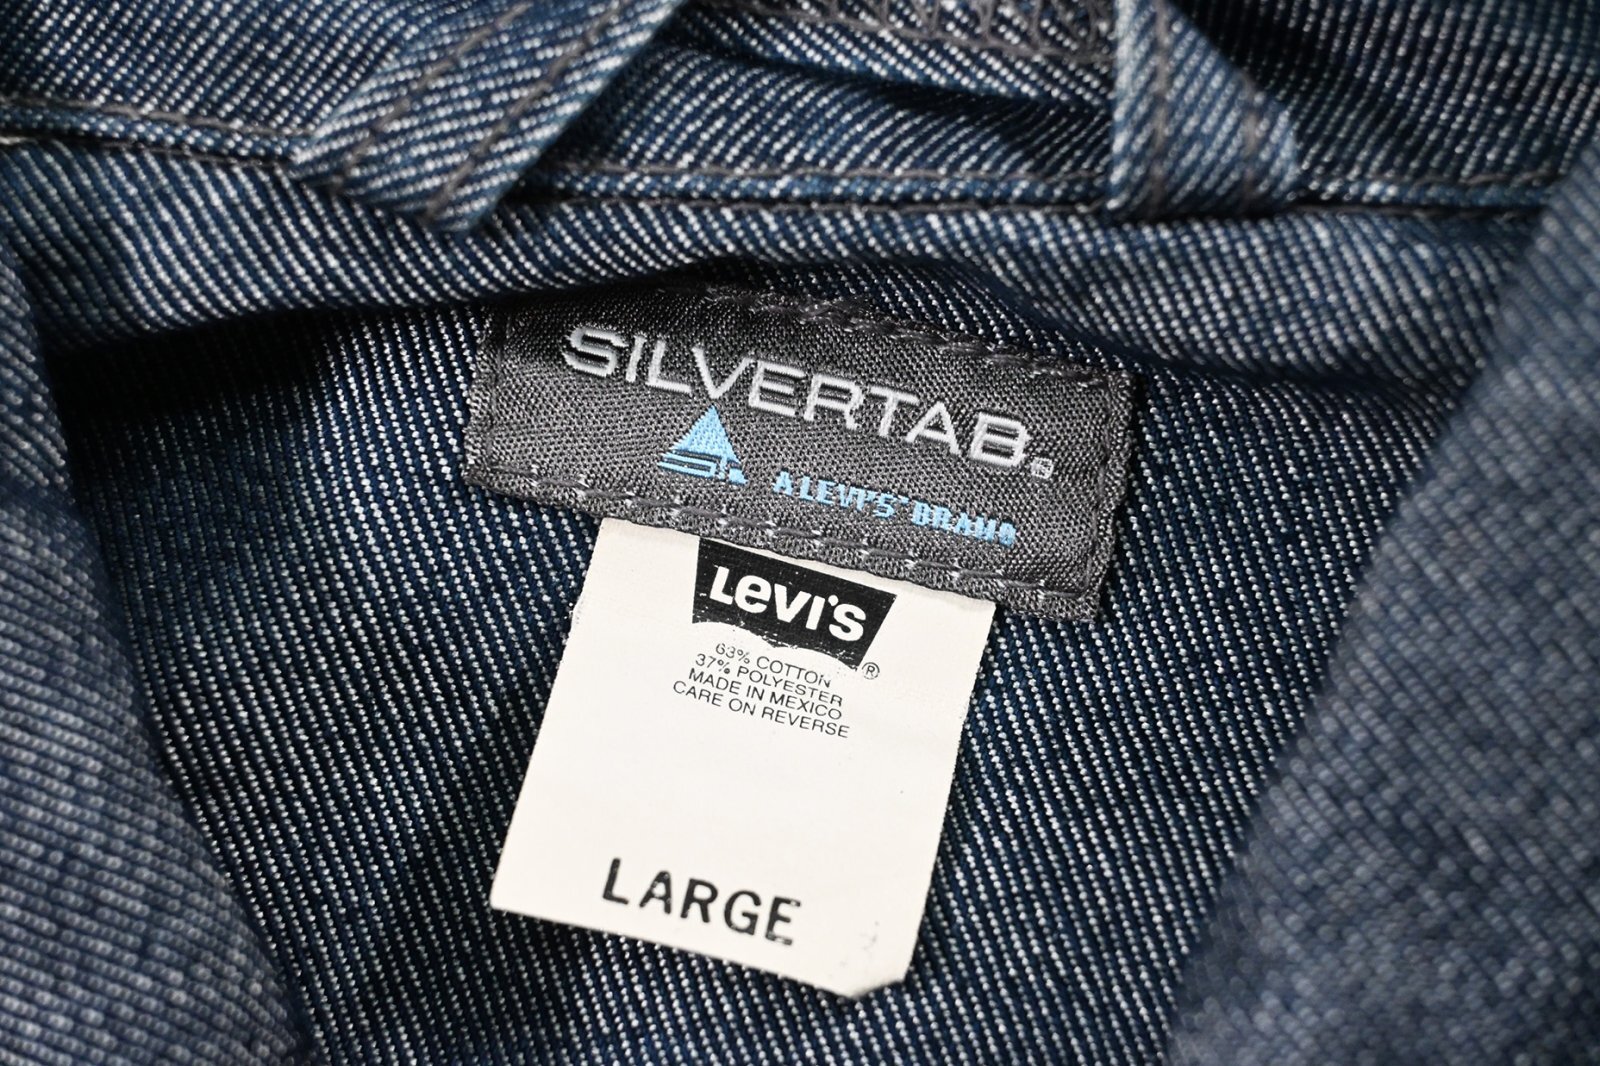 SILVERTAB®
A LEVI'S® BRAND
LEVI'S®
63% COTTON
37% POLYESTER
MADE IN MEXICO
CARE ON REVERSE
LARGE